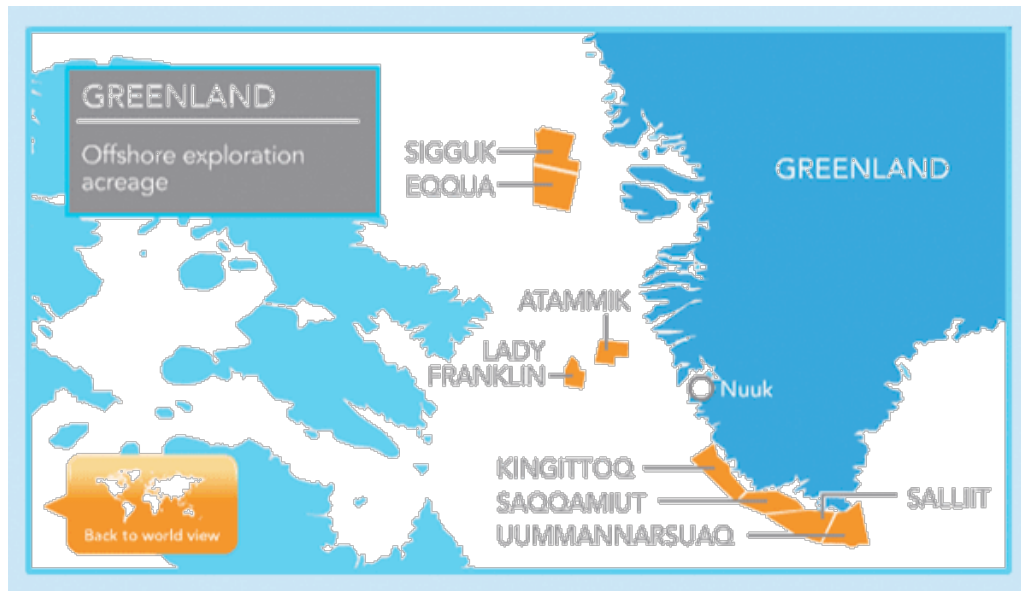 GREENLAND
Offshore exploration
acreage
SIGGUK
EQQUA
GREENLAND
ATAMMIK
LADY
FRANKLIN
Nuuk
KINGITTOQ
SAQQAMIUT
SALLIIT
UUMMANNARSUAQ
Back to world view